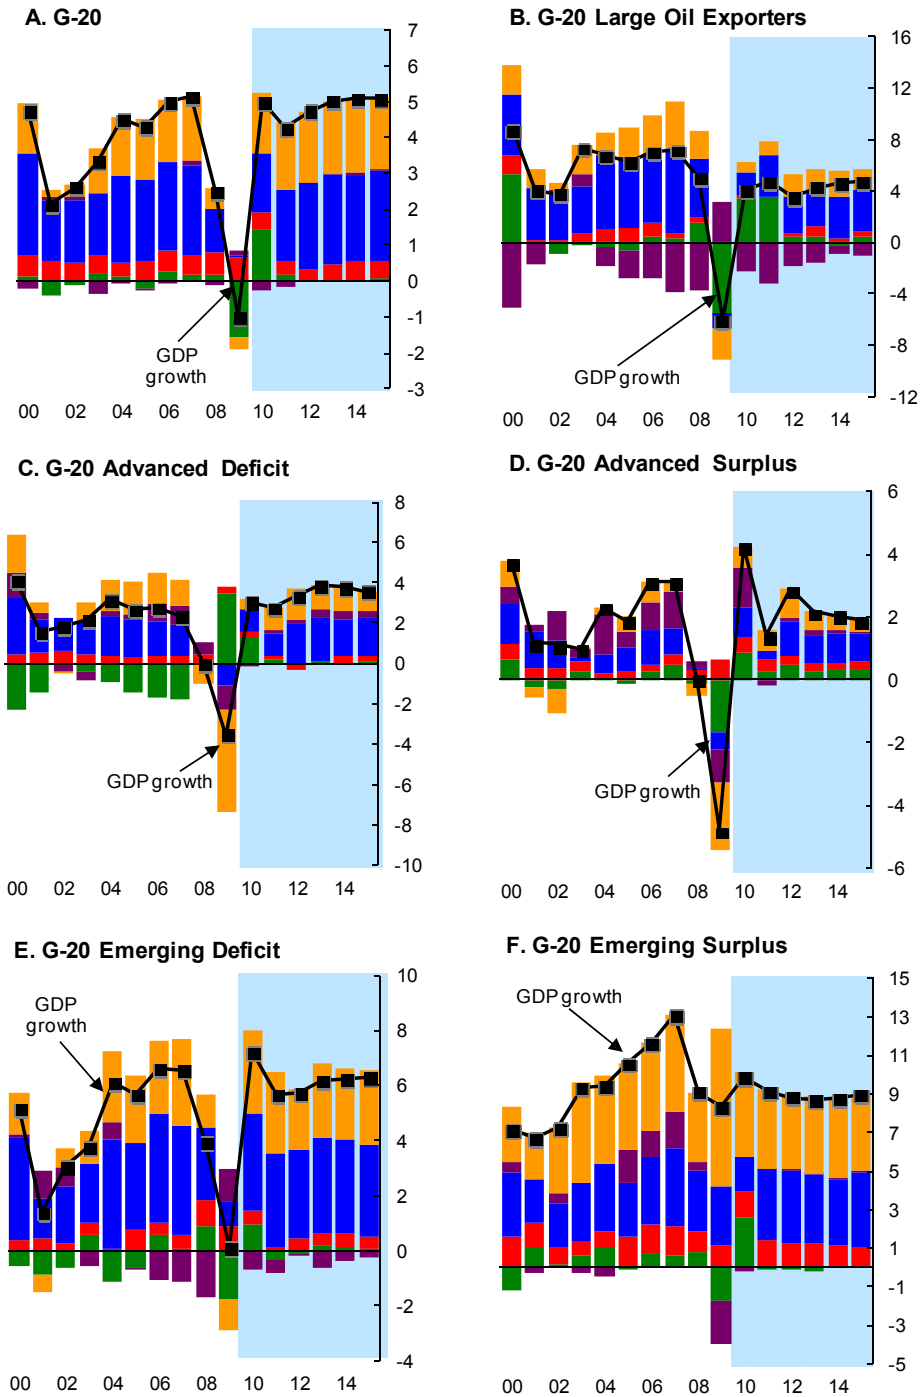 A. G-20
7
6
5
4
3
2
1
0
-1
-2
-3
GDP
growth
00 02 04 06 08 10 12 14
B. G-20 Large Oil Exporters
16
12
8
4
0
-4
-8
-12
GDP growth
00 02 04 06 08 10 12 14
C. G-20 Advanced Deficit
8
6
4
2
0
-2
-4
-6
-8
-10
GDP growth
00 02 04 06 08 10 12 14
D. G-20 Advanced Surplus
6
4
2
0
-2
-4
-6
GDP growth
00 02 04 06 08 10 12 14
E. G-20 Emerging Deficit
10
8
6
4
2
0
-2
-4
GDP
growth
00 02 04 06 08 10 12 14
F. G-20 Emerging Surplus
15
13
11
9
7
5
3
1
-1
-3
-5
GDP growth
00 02 04 06 08 10 12 14